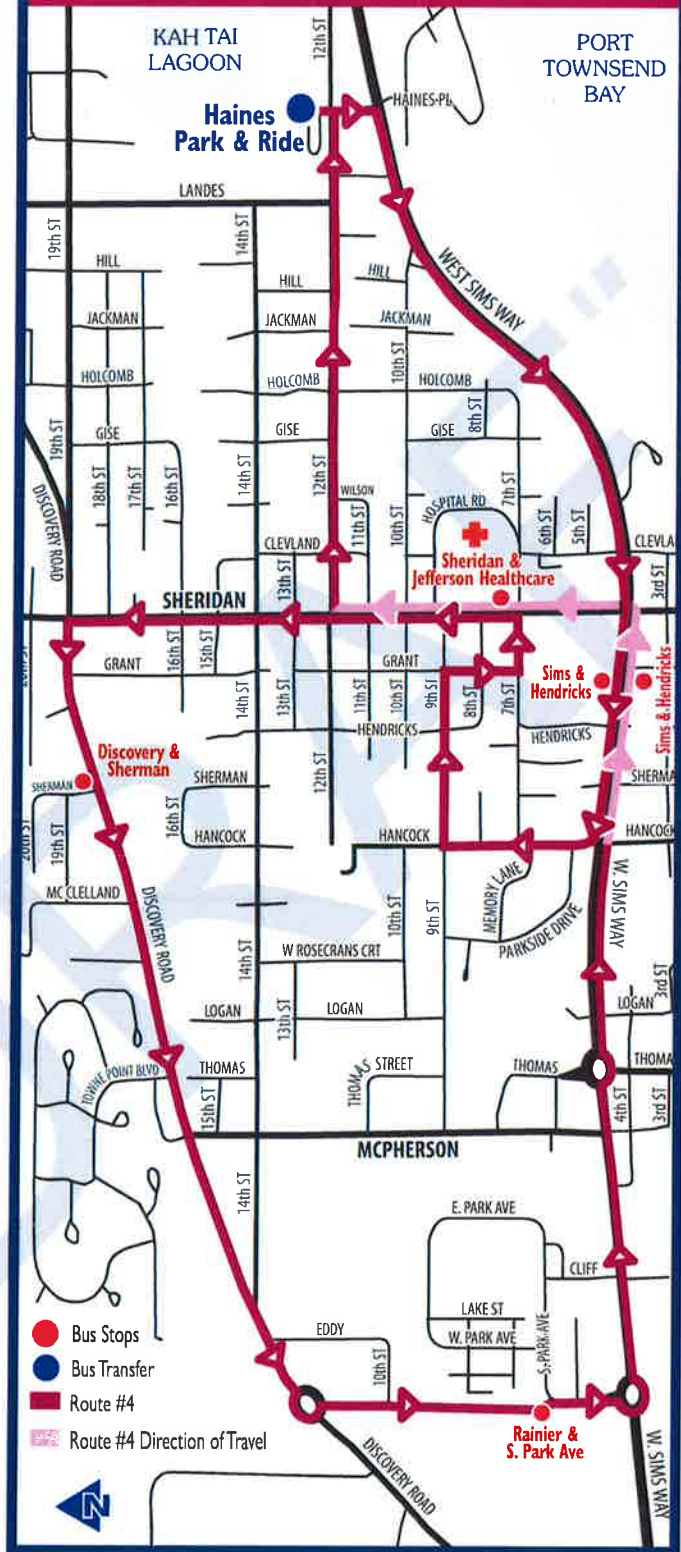 KAH TAI
LAGOON
12th ST
PORT
TOWNSEND
BAY
Haines
Park & Ride
HAINES PL
LANDES
19th ST
14th ST
HILL
HILL
HILL
WEST SIMS WAY
JACKMAN
JACKMAN
JACKMAN
10th ST
HOLCOMB
HOLCOMB
HOLCOMB
8th ST
19th ST
GISE
GISE
GISE
DISCOVERY ROAD
18th ST
17th ST
16th ST
14th ST
12th ST
WILSON
11th ST
10th ST
HOSPITAL RD
7th ST
6th ST
5th ST
CLEVLAND
CLEVLA
13th ST
Sheridan &
Jefferson Healthcare
3rd ST
SHERIDAN
16th ST
15th ST
GRANT
GRANT
14th ST
13th ST
11th ST
10th ST
9th ST
8th ST
7th ST
Sims &
Hendricks
Sims & Hendricks
HENDRICKS
HENDRICKS
Discovery &
Sherman
SHERMAN
SHERMAN
SHERMA
12th ST
20th ST
19th ST
16th ST
HANCOCK
HANCOCK
HANCOCK
MC CLELLAND
DISCOVERY ROAD
10th ST
9th ST
MEMORY LANE
PARKSIDE DRIVE
W. SIMS WAY
14th ST
W ROSECRANS CRT
3rd ST
LOGAN
13th ST
LOGAN
LOGAN
TOWNE POINT BLVD
THOMAS
THOMAS STREET
THOMAS
THOMA
15th ST
4th ST
3rd ST
MCPHERSON
14th ST
E. PARK AVE
CLIFF
LAKE ST
W. PARK AVE
S. PARK AVE
EDDY
10th ST
Bus Stops
Bus Transfer
Route #4
Route #4 Direction of Travel
Rainier &
S. Park Ave
DISCOVERY ROAD
W. SIMS WAY
N